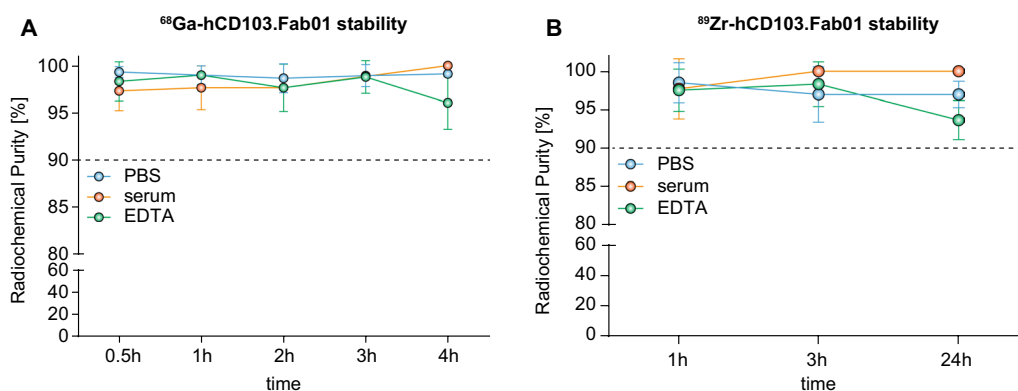 A
⁶⁸Ga-hCD103.Fab01 stability
Radiochemical Purity [%]
100
95
90
85
80
60
40
20
0
PBS
serum
EDTA
0.5h 1h 2h 3h 4h
time
B
⁸⁹Zr-hCD103.Fab01 stability
Radiochemical Purity [%]
100
95
90
85
80
60
40
20
0
PBS
serum
EDTA
1h 3h 24h
time